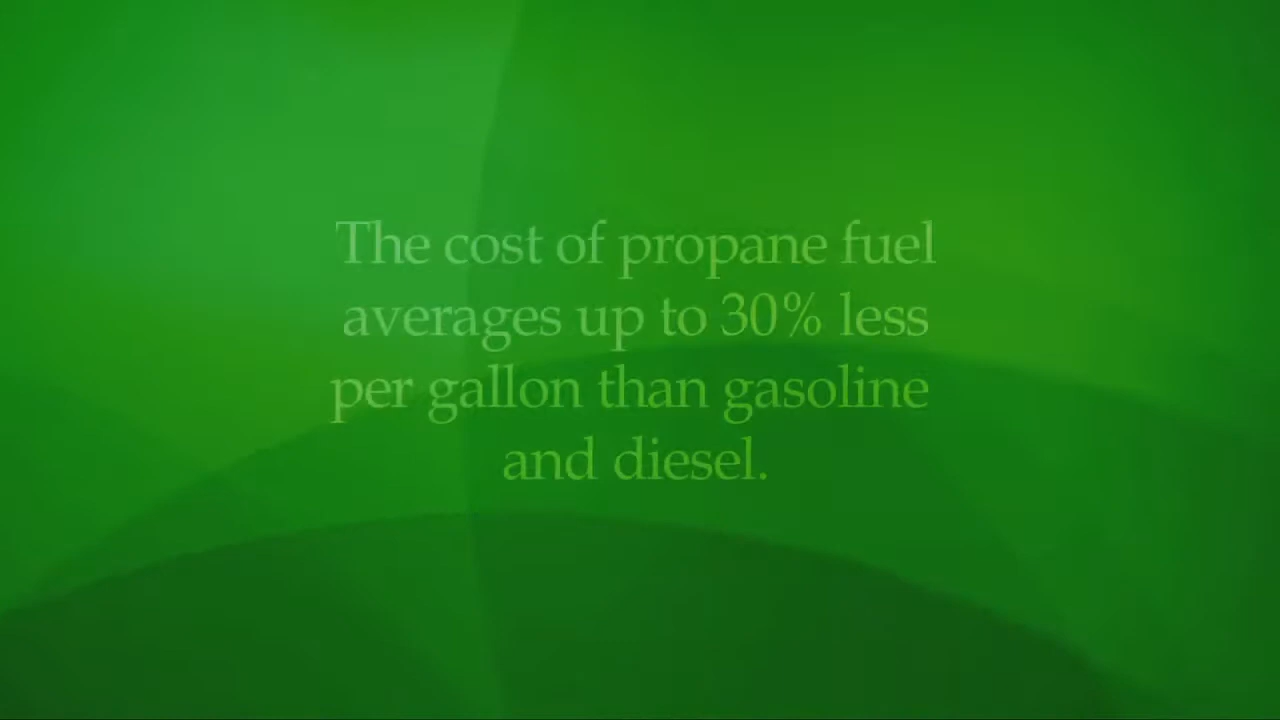 The cost of propane fuel
averages up to 30% less
per gallon than gasoline
and diesel.